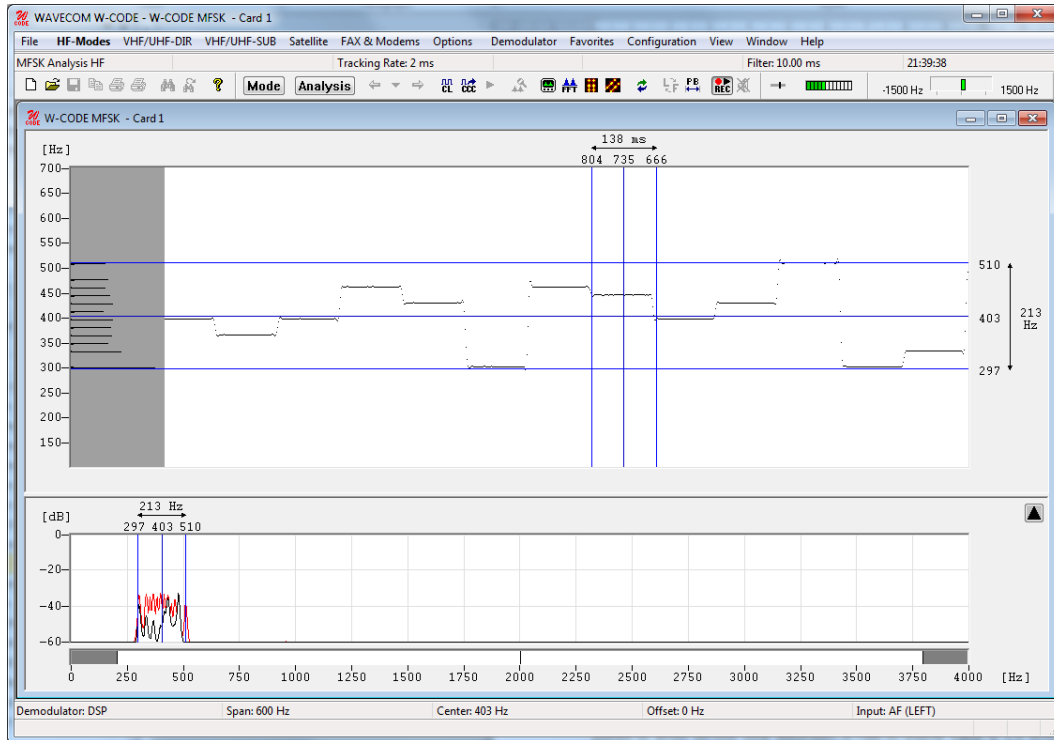 WAVECOM W-CODE - W-CODE MFSK - Card 1
File HF-Modes VHF/UHF-DIR VHF/UHF-SUB Satellite FAX & Modems Options Demodulator Favorites Configuration View Window Help
MFSK Analysis HF Tracking Rate: 2 ms Filter: 10.00 ms 21:39:38
Mode Analysis CL CCC F PB REC -1500 Hz 1500 Hz
W CODE W-CODE MFSK - Card 1
[Hz] 138 ms
804 735 666
700
650
600
550
500 510
450
400 403 213 Hz
350
300 297
250
200
150
[dB] 213 Hz
297 403 510
0
-20
-40
-60
0 250 500 750 1000 1250 1500 1750 2000 2250 2500 2750 3000 3250 3500 3750 4000 [Hz]
Demodulator: DSP Span: 600 Hz Center: 403 Hz Offset: 0 Hz Input: AF (LEFT)